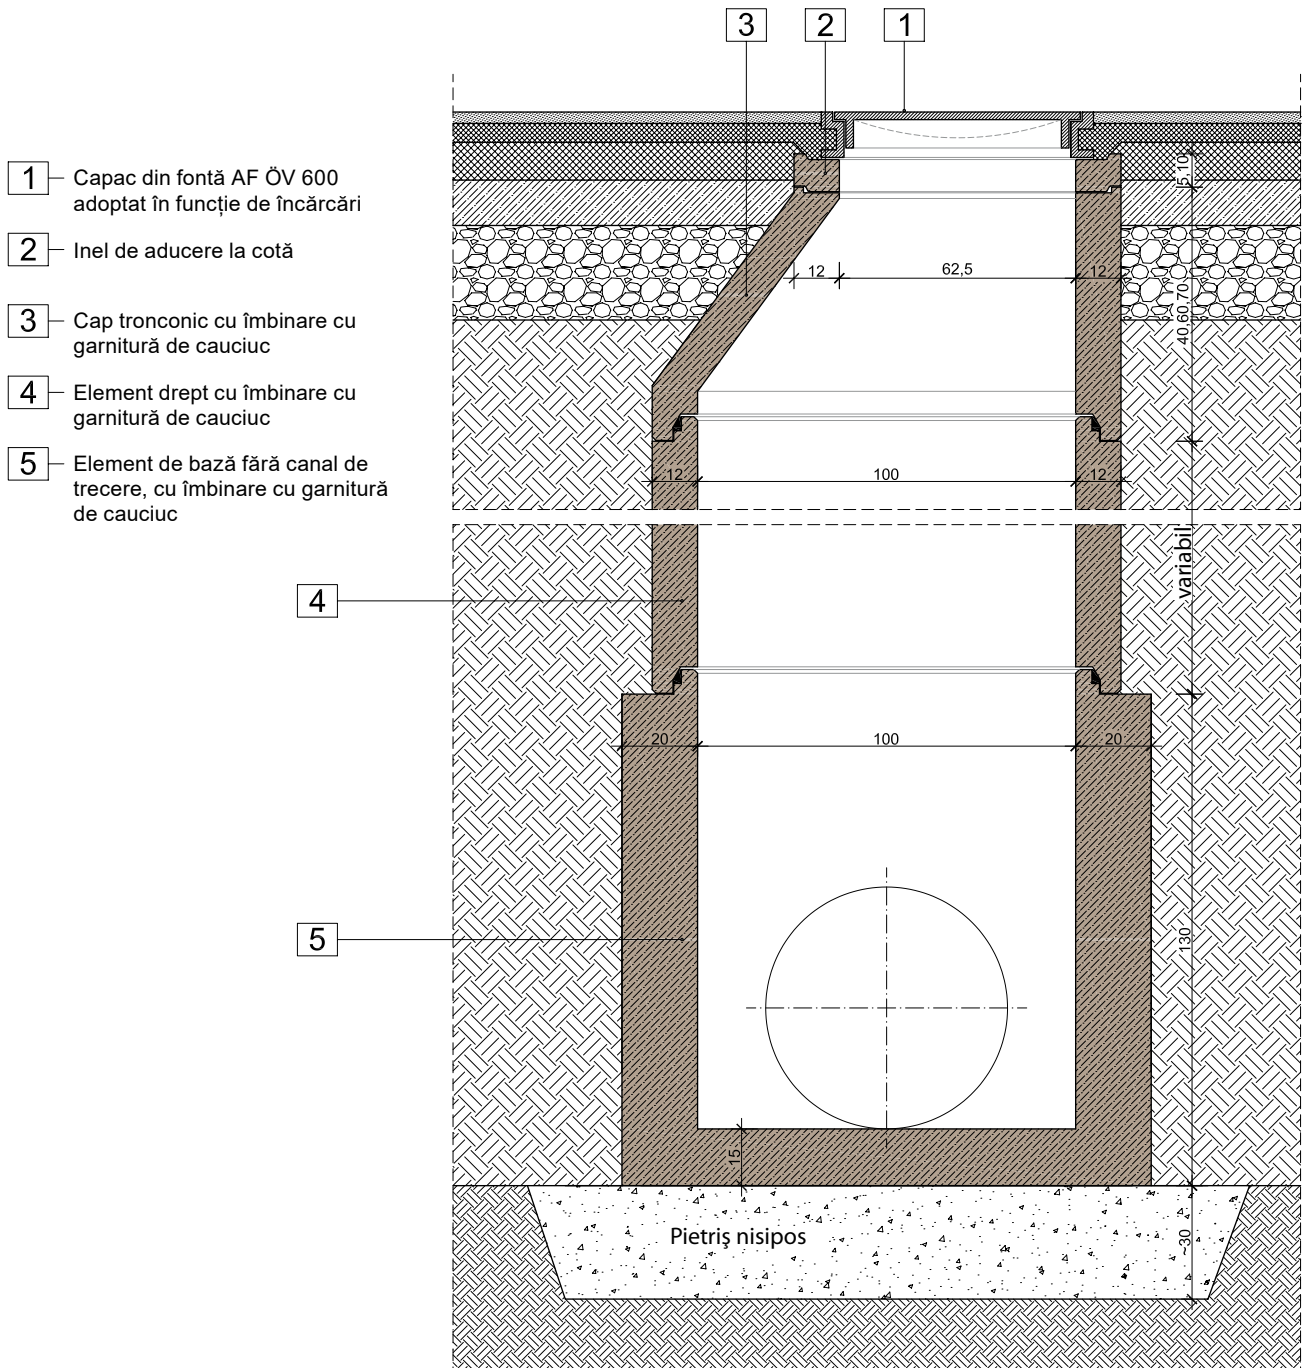 3
2
1
1
Capac din fontă AF ÖV 600
adoptat în funcție de încărcări
2
Inel de aducere la cotă
3
Cap tronconic cu îmbinare cu
garnitură de cauciuc
4
Element drept cu îmbinare cu
garnitură de cauciuc
5
Element de bază fără canal de
trecere, cu îmbinare cu garnitură
de cauciuc
5,10
12
62,5
12
40,60,70
12
100
12
variabil
4
20
100
20
5
130
15
Pietriş nisipos
~30